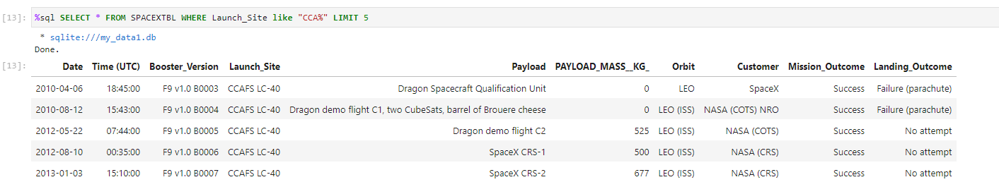 [13]: %sql SELECT * FROM SPACEXTBL WHERE Launch_Site like "CCA%" LIMIT 5
* sqlite:///my_data1.db
Done.
[13]: Date Time (UTC) Booster_Version Launch_Site Payload PAYLOAD_MASS__KG_ Orbit Customer Mission_Outcome Landing_Outcome
2010-04-06 18:45:00 F9 v1.0 B0003 CCAFS LC-40 Dragon Spacecraft Qualification Unit 0 LEO SpaceX Success Failure (parachute)
2010-08-12 15:43:00 F9 v1.0 B0004 CCAFS LC-40 Dragon demo flight C1, two CubeSats, barrel of Brouere cheese 0 LEO (ISS) NASA (COTS) NRO Success Failure (parachute)
2012-05-22 07:44:00 F9 v1.0 B0005 CCAFS LC-40 Dragon demo flight C2 525 LEO (ISS) NASA (COTS) Success No attempt
2012-08-10 00:35:00 F9 v1.0 B0006 CCAFS LC-40 SpaceX CRS-1 500 LEO (ISS) NASA (CRS) Success No attempt
2013-01-03 15:10:00 F9 v1.0 B0007 CCAFS LC-40 SpaceX CRS-2 677 LEO (ISS) NASA (CRS) Success No attempt